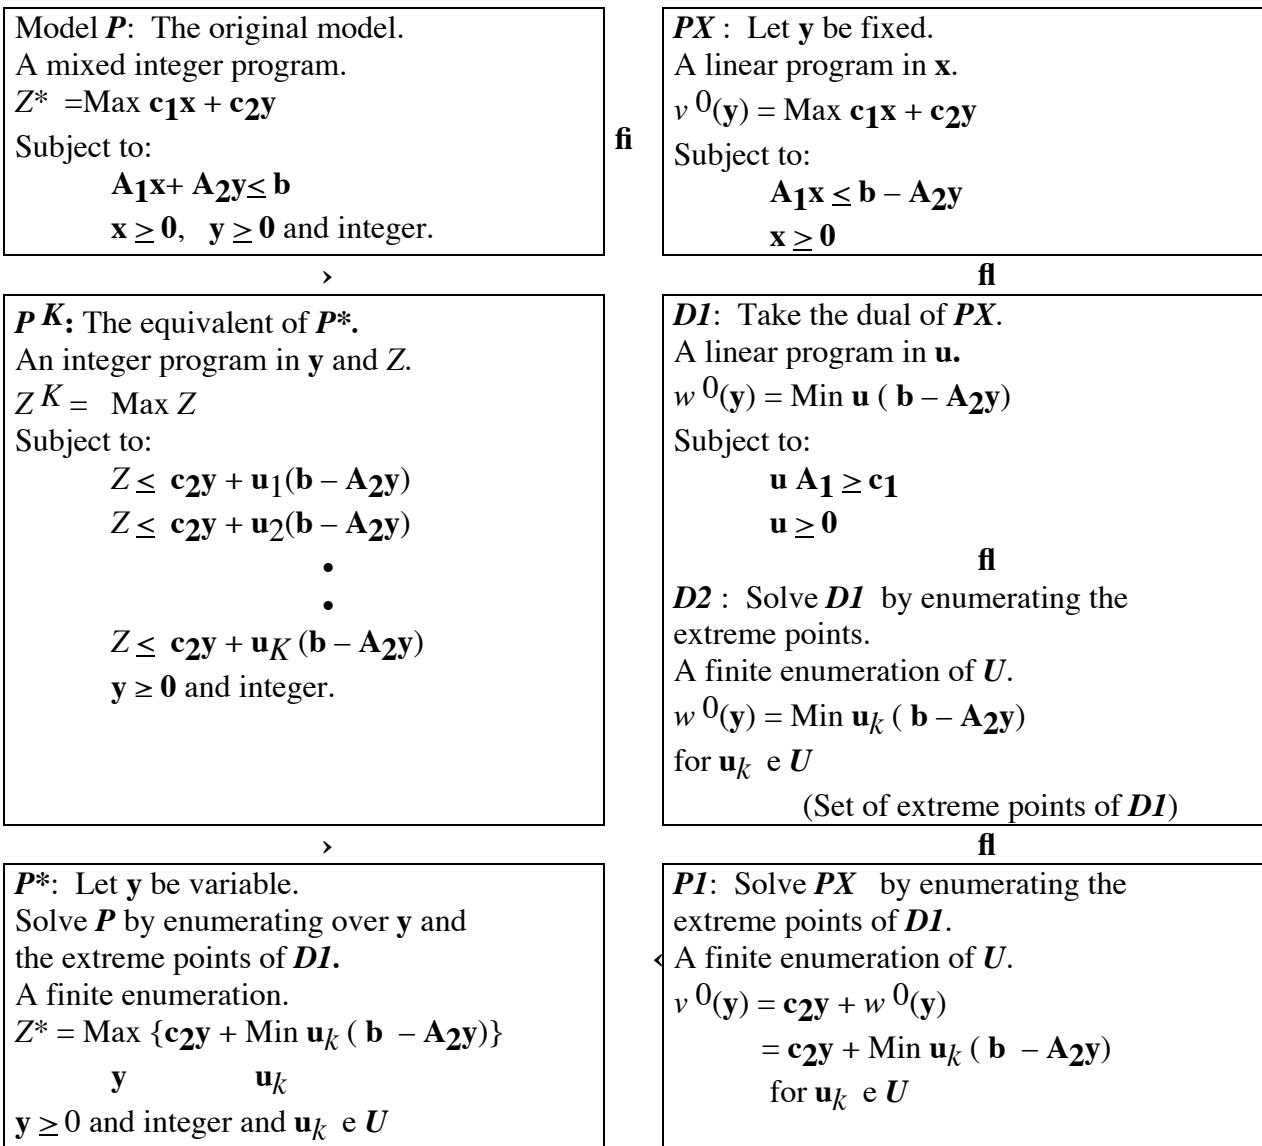 Model P: The original model.
A mixed integer program.
Z* =Max c1x + c2y
Subject to:
A1x+ A2y≤ b
x ≥ 0, y ≥ 0 and integer.
fi
PX : Let y be fixed.
A linear program in x.
v 0(y) = Max c1x + c2y
Subject to:
A1x ≤ b – A2y
x ≥ 0
›
fl
P K: The equivalent of P*.
An integer program in y and Z.
Z K = Max Z
Subject to:
Z ≤ c2y + u1(b – A2y)
Z ≤ c2y + u2(b – A2y)
•
•
Z ≤ c2y + uK (b – A2y)
y ≥ 0 and integer.
D1: Take the dual of PX.
A linear program in u.
w 0(y) = Min u ( b – A2y)
Subject to:
u A1 ≥ c1
u ≥ 0
fl
D2 : Solve D1 by enumerating the
extreme points.
A finite enumeration of U.
w 0(y) = Min uk ( b – A2y)
for uk e U
(Set of extreme points of D1)
›
fl
P*: Let y be variable.
Solve P by enumerating over y and
the extreme points of D1.
A finite enumeration.
Z* = Max {c2y + Min uk ( b – A2y)}
y uk
y ≥ 0 and integer and uk e U
‹
P1: Solve PX by enumerating the
extreme points of D1.
A finite enumeration of U.
v 0(y) = c2y + w 0(y)
= c2y + Min uk ( b – A2y)
for uk e U